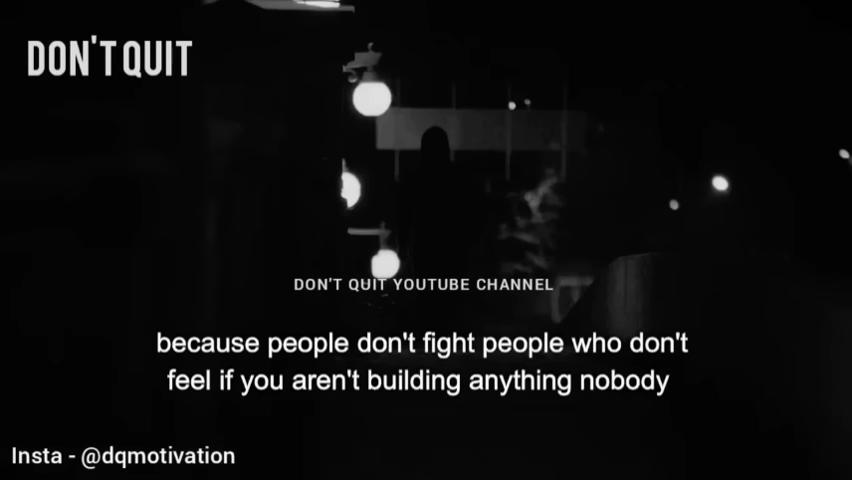 DON'T QUIT
DON'T QUIT YOUTUBE CHANNEL
because people don't fight people who don't
feel if you aren't building anything nobody
Insta - @dqmotivation